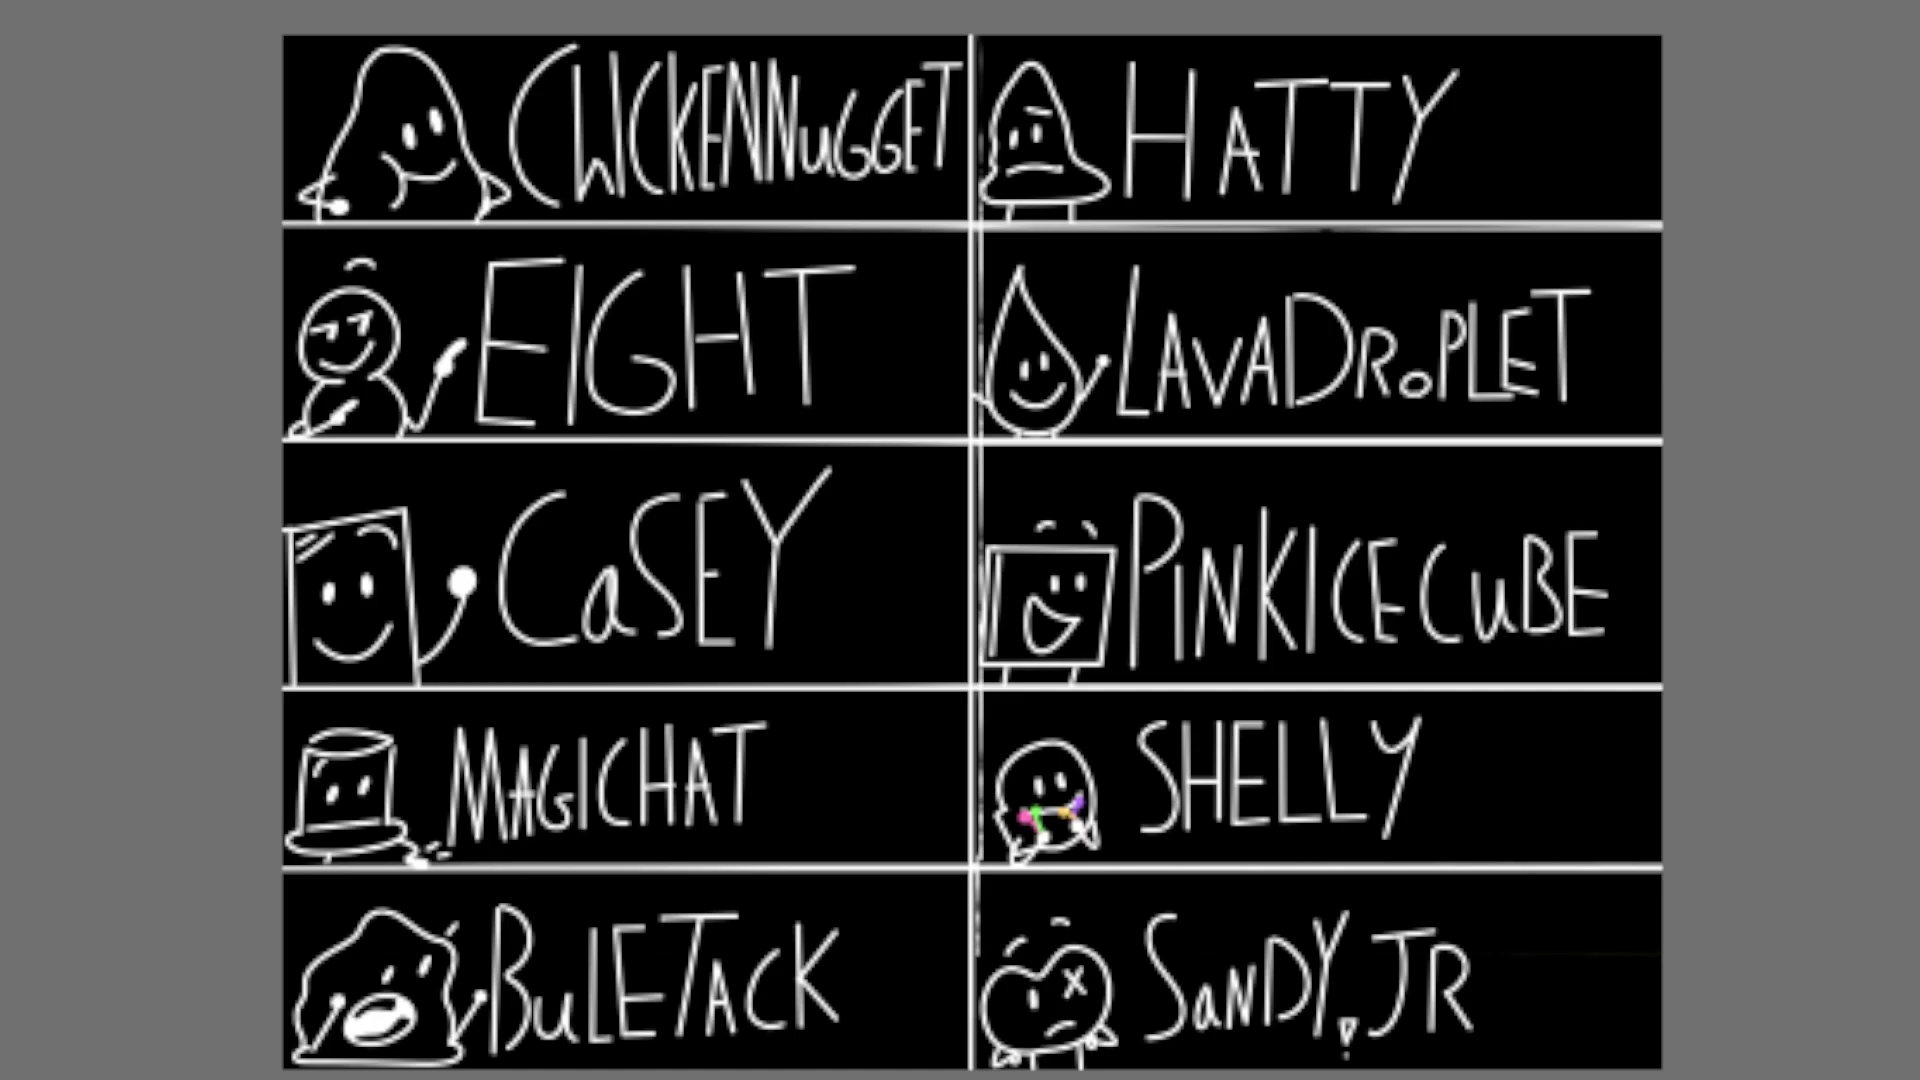 CHICKENNUGGET
HATTY
EIGHT
LAVADROPLET
CaSEY
PINKICECUBE
MAGICHAT
SHELLY
BuLETACK
SaNDY.JR